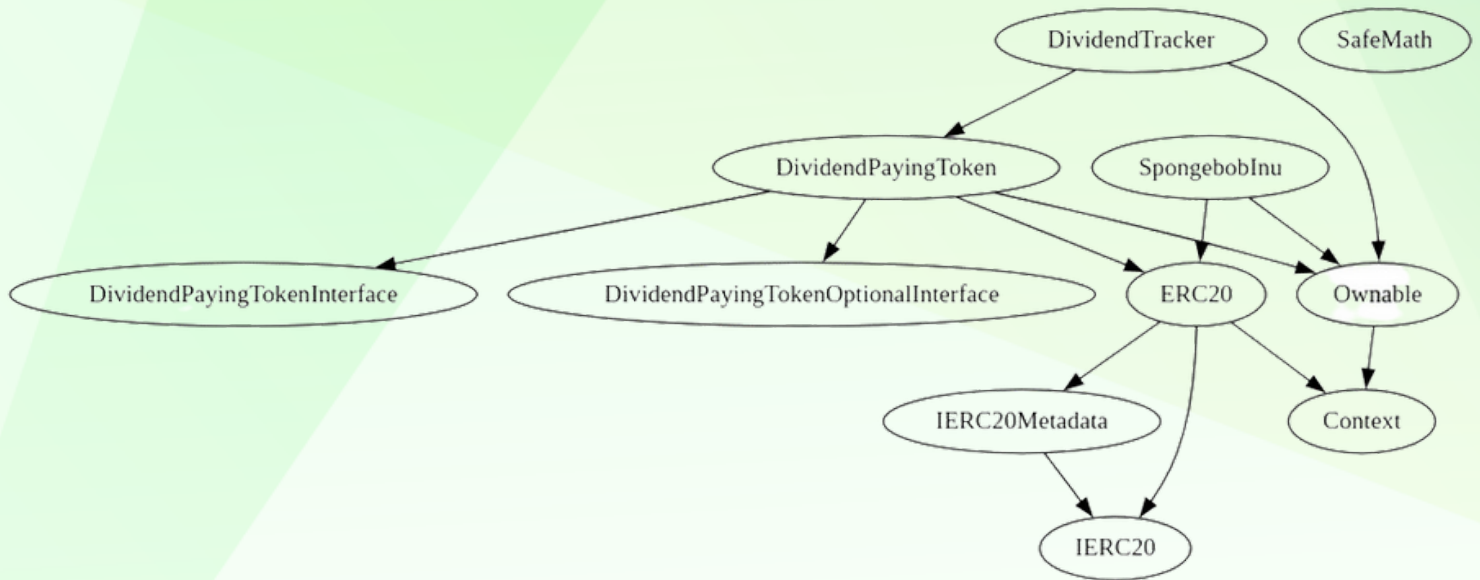 DividendTracker
SafeMath
DividendPayingToken
SpongebobInu
DividendPayingTokenInterface
DividendPayingTokenOptionalInterface
ERC20
Ownable
IERC20Metadata
Context
IERC20